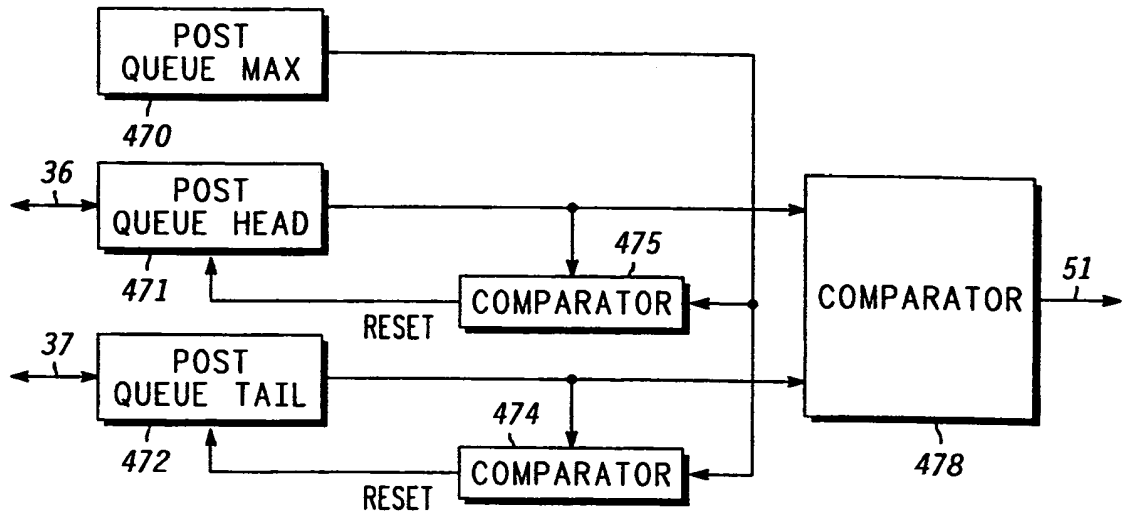 POST
QUEUE MAX
470
36
POST
QUEUE HEAD
471
475
COMPARATOR
RESET
COMPARATOR
51
478
37
POST
QUEUE TAIL
472
474
COMPARATOR
RESET